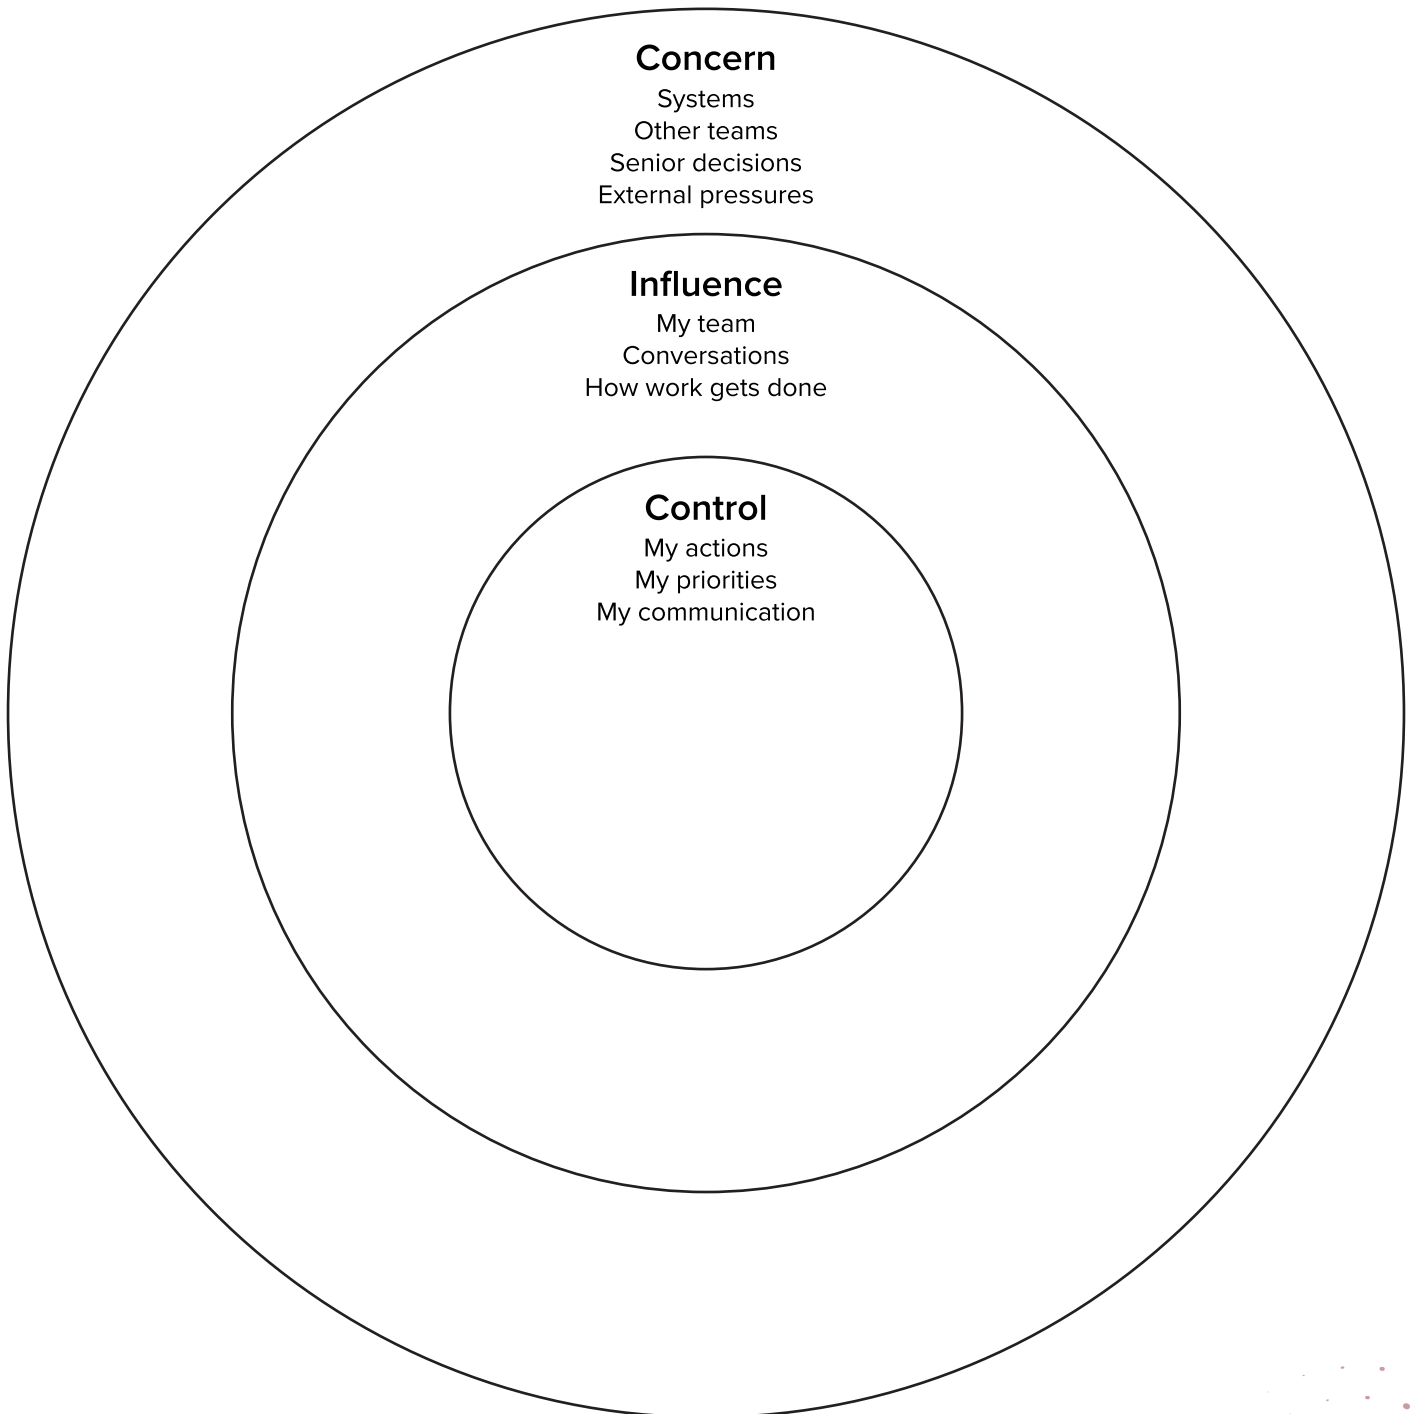 Concern
Systems
Other teams
Senior decisions
External pressures
Influence
My team
Conversations
How work gets done
Control
My actions
My priorities
My communication